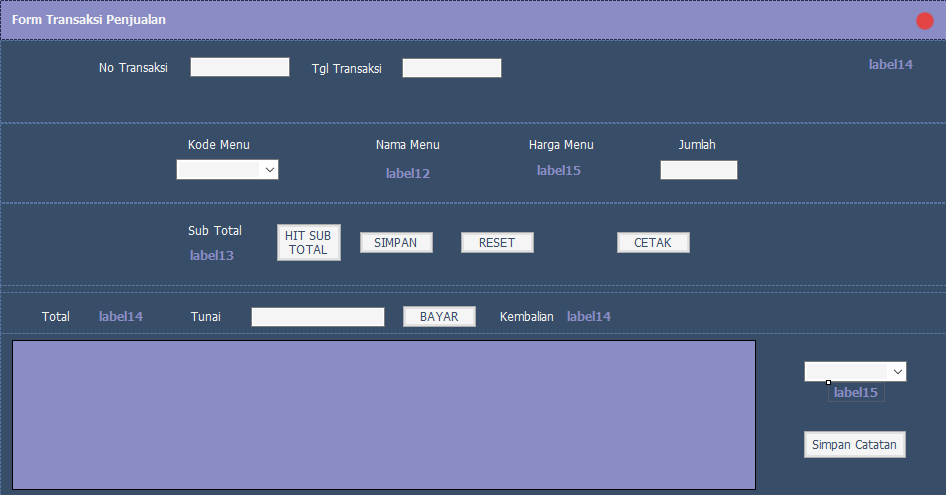 Form Transaksi Penjualan
No Transaksi
Tgl Transaksi
label14
Kode Menu
Nama Menu
Harga Menu
Jumlah
label12
label15
Sub Total
label13
HIT SUB
TOTAL
SIMPAN
RESET
CETAK
Total
label14
Tunai
BAYAR
Kembalian
label14
label15
Simpan Catatan